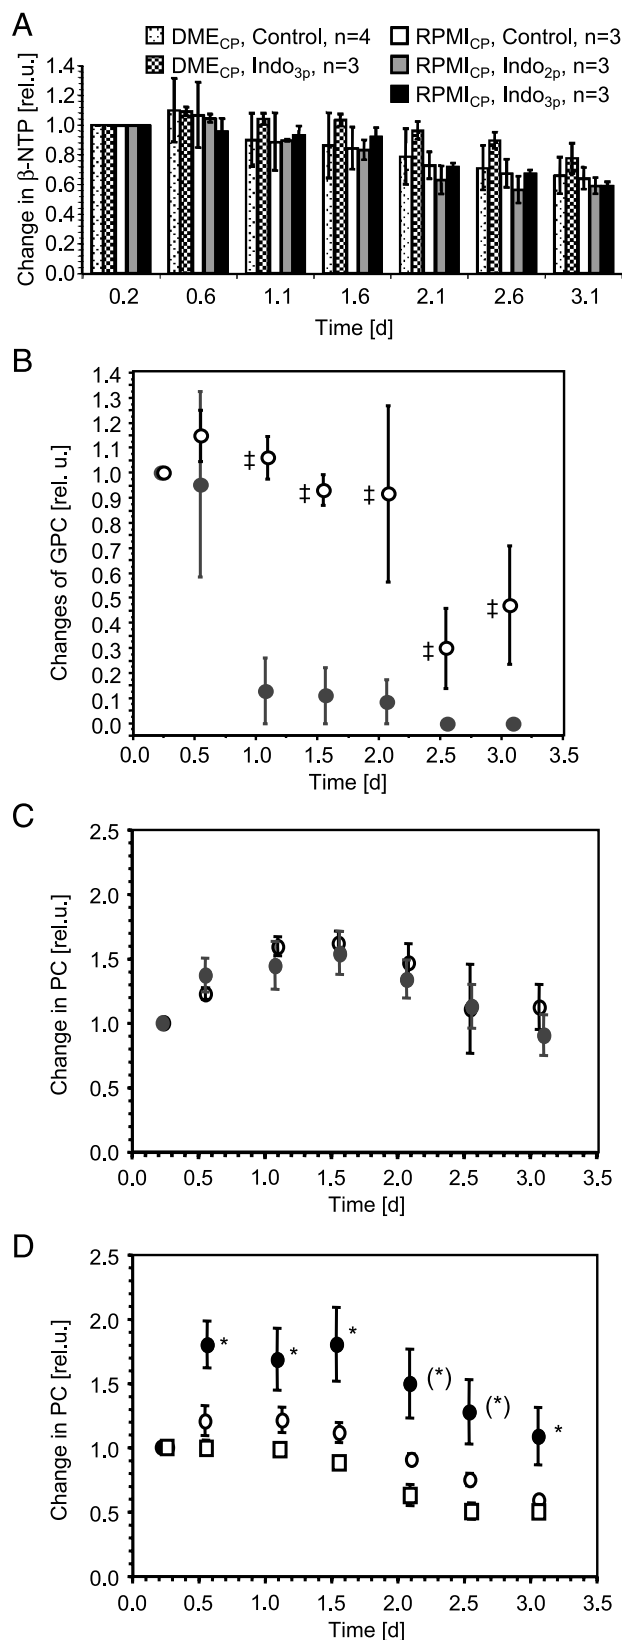 A
DME_CP, Control, n=4
RPMI_CP, Control, n=3
DME_CP, Indo_3p, n=3
RPMI_CP, Indo_2p, n=3
RPMI_CP, Indo_3p, n=3
Change in β-NTP [rel.u.]
1.4
1.2
1.0
0.8
0.6
0.4
0.2
0.0
0.2 0.6 1.1 1.6 2.1 2.6 3.1
Time [d]
B
Changes of GPC [rel. u.]
1.4
1.3
1.2
1.1
1.0
0.9
0.8
0.7
0.6
0.5
0.4
0.3
0.2
0.1
0.0
‡ ‡ ‡ ‡ ‡
0.0 0.5 1.0 1.5 2.0 2.5 3.0 3.5
Time [d]
C
Change in PC [rel.u.]
2.5
2.0
1.5
1.0
0.5
0.0
0.0 0.5 1.0 1.5 2.0 2.5 3.0 3.5
Time [d]
D
Change in PC [rel.u.]
2.5
2.0
1.5
1.0
0.5
0.0
* * * (*) (*) *
0.0 0.5 1.0 1.5 2.0 2.5 3.0 3.5
Time [d]